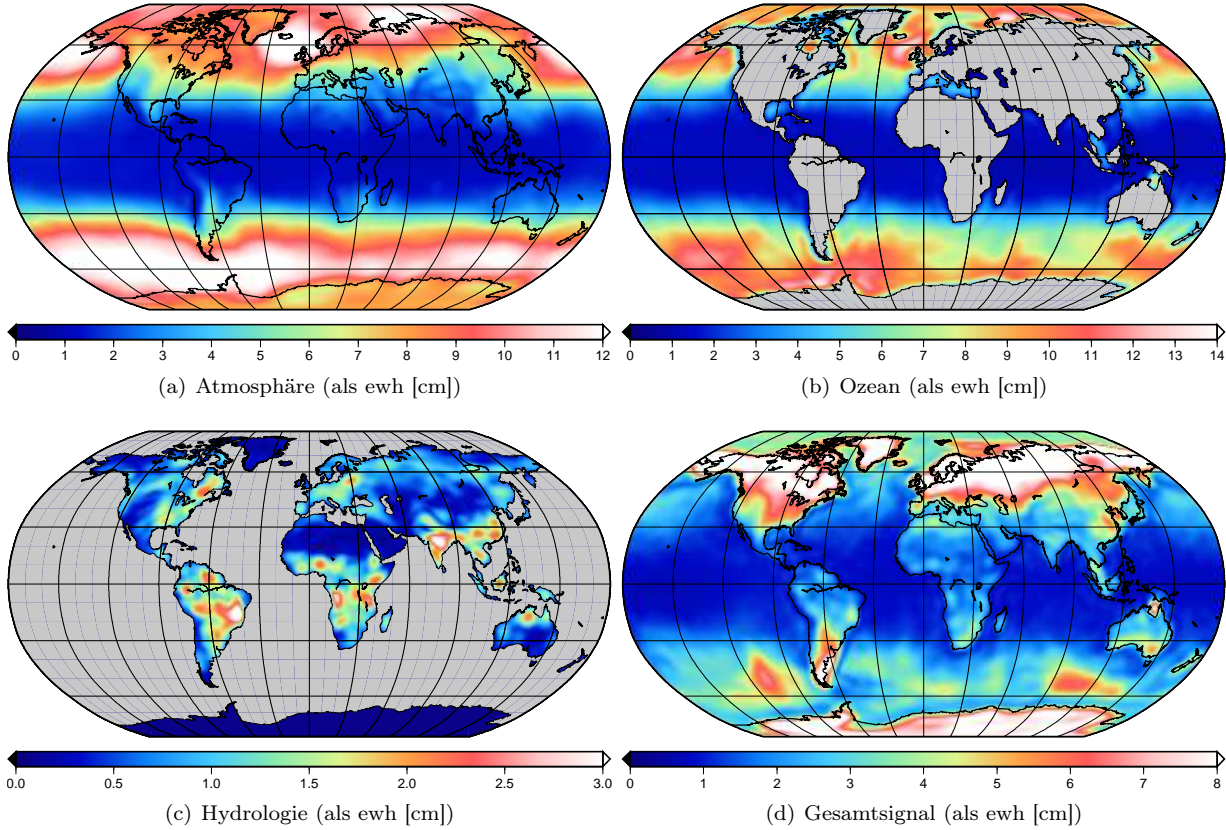 0 1 2 3 4 5 6 7 8 9 10 11 12
(a) Atmosphäre (als ewh [cm])
0 1 2 3 4 5 6 7 8 9 10 11 12 13 14
(b) Ozean (als ewh [cm])
0.0 0.5 1.0 1.5 2.0 2.5 3.0
(c) Hydrologie (als ewh [cm])
0 1 2 3 4 5 6 7 8
(d) Gesamtsignal (als ewh [cm])